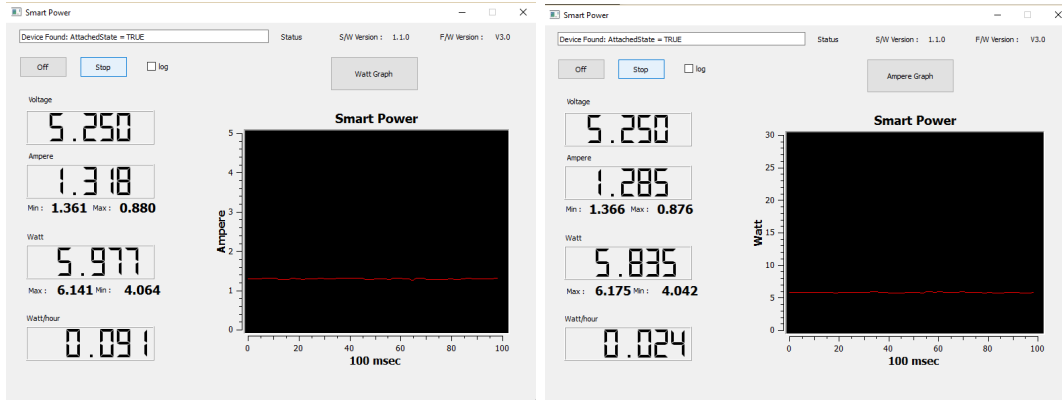 Smart Power
Device Found: AttachedState = TRUE Status S/W Version : 1.1.0 F/W Version : V3.0
Off Stop log
Watt Graph
Voltage
5.250
Ampere
1.318
Min : 1.361 Max : 0.880
Watt
5.977
Max : 6.141 Min : 4.064
Watt/hour
0.091
Smart Power
5
4
3
2
1
0
Ampere
0 20 40 60 80 100
100 msec
Smart Power
Device Found: AttachedState = TRUE Status S/W Version : 1.1.0 F/W Version : V3.0
Off Stop log
Ampere Graph
Voltage
5.250
Ampere
1.285
Min : 1.366 Max : 0.876
Watt
5.835
Max : 6.175 Min : 4.042
Watt/hour
0.024
Smart Power
30
25
20
15
10
5
0
Watt
0 20 40 60 80 100
100 msec